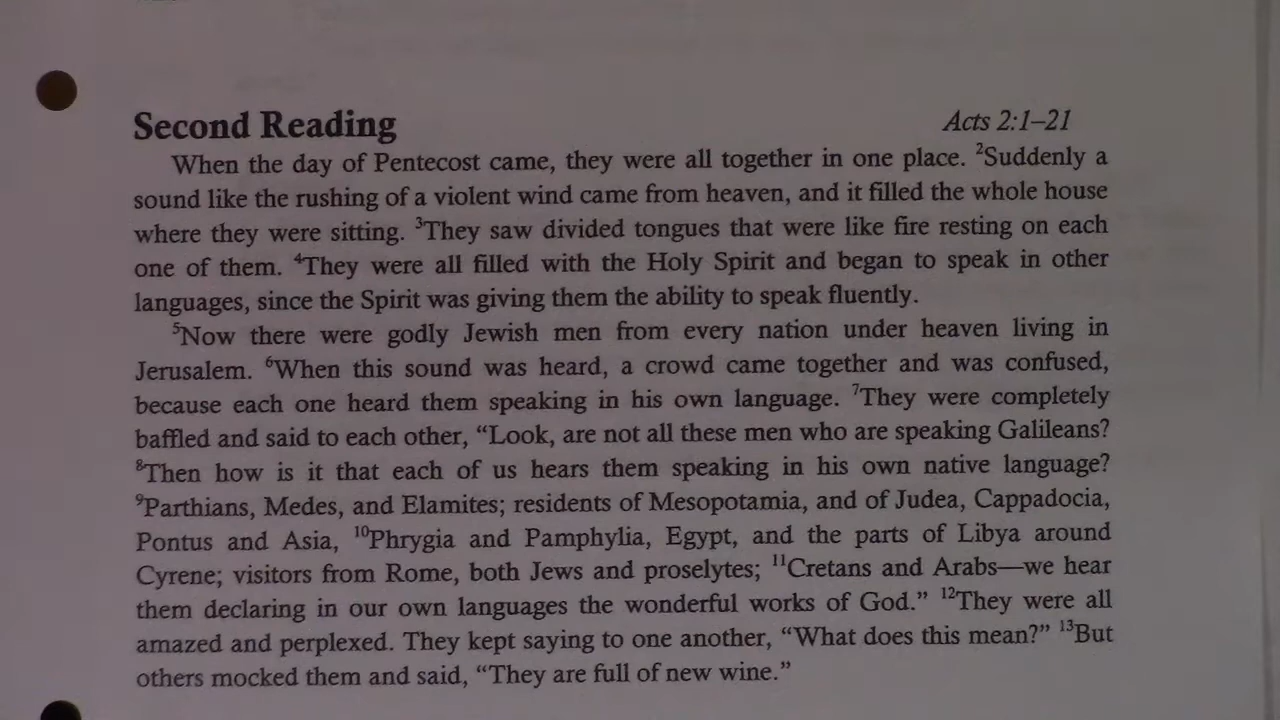 Second Reading Acts 2:1–21
When the day of Pentecost came, they were all together in one place. ²Suddenly a
sound like the rushing of a violent wind came from heaven, and it filled the whole house
where they were sitting. ³They saw divided tongues that were like fire resting on each
one of them. ⁴They were all filled with the Holy Spirit and began to speak in other
languages, since the Spirit was giving them the ability to speak fluently.
⁵Now there were godly Jewish men from every nation under heaven living in
Jerusalem. ⁶When this sound was heard, a crowd came together and was confused,
because each one heard them speaking in his own language. ⁷They were completely
baffled and said to each other, “Look, are not all these men who are speaking Galileans?
⁸Then how is it that each of us hears them speaking in his own native language?
⁹Parthians, Medes, and Elamites; residents of Mesopotamia, and of Judea, Cappadocia,
Pontus and Asia, ¹⁰Phrygia and Pamphylia, Egypt, and the parts of Libya around
Cyrene; visitors from Rome, both Jews and proselytes; ¹¹Cretans and Arabs—we hear
them declaring in our own languages the wonderful works of God.” ¹²They were all
amazed and perplexed. They kept saying to one another, “What does this mean?” ¹³But
others mocked them and said, “They are full of new wine.”